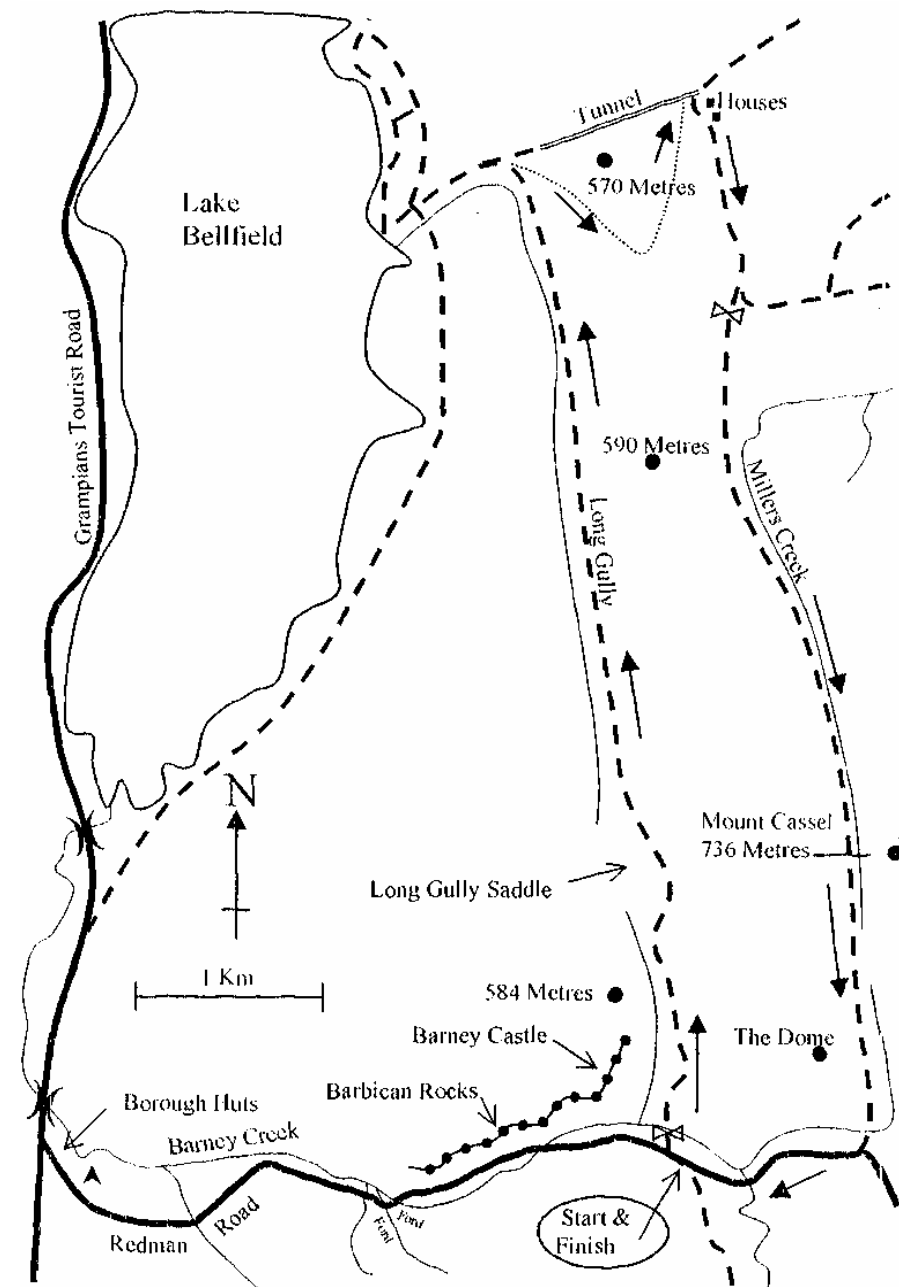 Tunnel
Houses
570 Metres
Lake
Bellfield
Grampians Tourist Road
590 Metres
Long Gully
Millers Creek
N
Mount Cassel
736 Metres
Long Gully Saddle
1 Km
584 Metres
Barney Castle
The Dome
Barbican Rocks
Borough Huts
Barney Creek
Redman Road
Ford
Ford
Start &
Finish